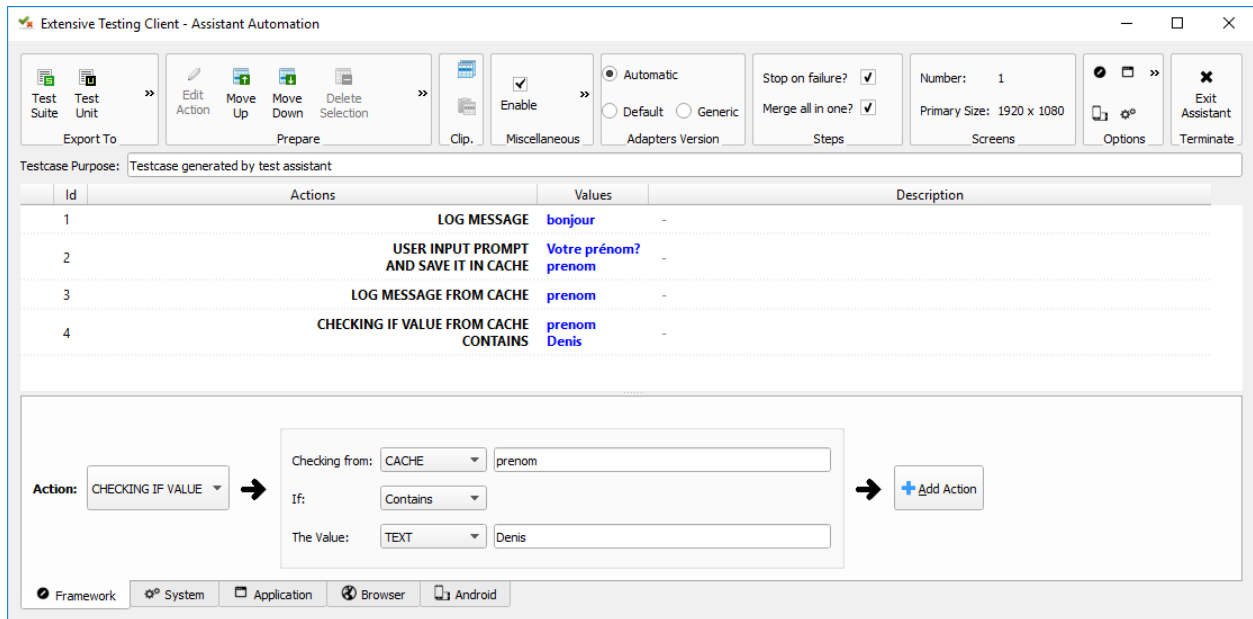 Extensive Testing Client - Assistant Automation
Test Suite
Test Unit
»
Export To
Edit Action
Move Up
Move Down
Delete Selection
»
Prepare
Clip.
Enable
»
Miscellaneous
Automatic
Default
Generic
Adapters Version
Stop on failure?
Merge all in one?
Steps
Number: 1
Primary Size: 1920 x 1080
Screens
»
Options
Exit Assistant
Terminate
Testcase Purpose: Testcase generated by test assistant
Id Actions Values Description
1 LOG MESSAGE bonjour -
2 USER INPUT PROMPT Votre prénom? -
AND SAVE IT IN CACHE prenom
3 LOG MESSAGE FROM CACHE prenom -
4 CHECKING IF VALUE FROM CACHE prenom -
CONTAINS Denis
Checking from: CACHE prenom
Action: CHECKING IF VALUE
If: Contains
The Value: TEXT Denis
Add Action
Framework System Application Browser Android